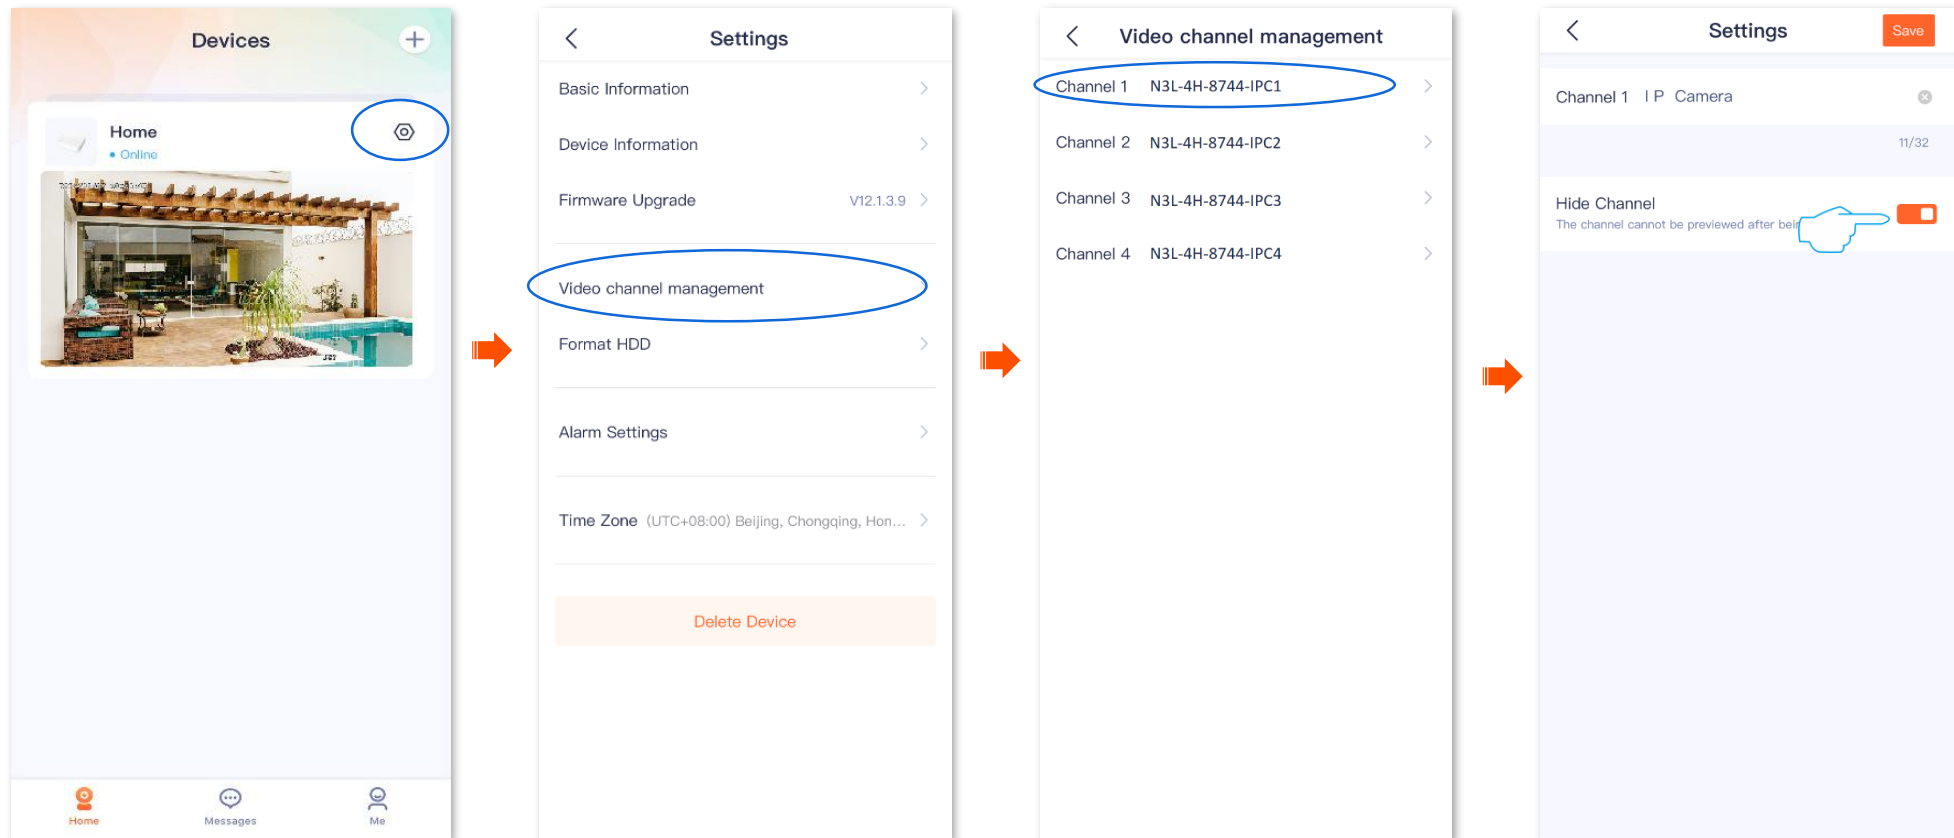 Devices
Home
Online
Home
Messages
Me
Settings
Basic Information
Device Information
Firmware Upgrade V12.1.3.9
Video channel management
Format HDD
Alarm Settings
Time Zone (UTC+08:00) Beijing, Chongqing, Hon...
Delete Device
Video channel management
Channel 1 N3L-4H-8744-IPC1
Channel 2 N3L-4H-8744-IPC2
Channel 3 N3L-4H-8744-IPC3
Channel 4 N3L-4H-8744-IPC4
Settings Save
Channel 1 IP Camera
11/32
Hide Channel
The channel cannot be previewed after